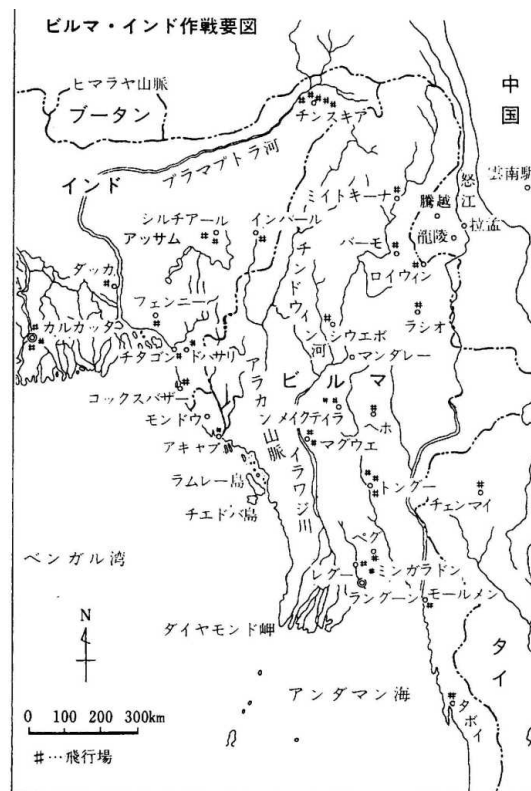 ビルマ・インド作戦要図
ヒマラヤ山脈
ブータン
中国
チンスキア
ブラマプトラ河
インド
雲南駅
怒江
ミイトキーナ
騰越
拉孟
龍陵
シルチアール
インパール
アッサム
バーモ
ロイウィン
チンドウィン河
ダッカ
フェンニー
ラシオ
シウエボ
カルカッタ
マンダレー
チタゴン
ドハザリ
ビルマ
アラカン山脈
コックスバザー
モンドウ
メイクテイラ
ヘホ
マグウエ
アキャブ
イラワジ川
ラムレー島
トングー
チェンマイ
チエドバ島
ベンガル湾
ペグー
レグー
ミンガラドン
ラングーン
モールメン
ダイヤモンド岬
タイ
N
アンダマン海
タボイ
0 100 200 300km
♯…飛行場